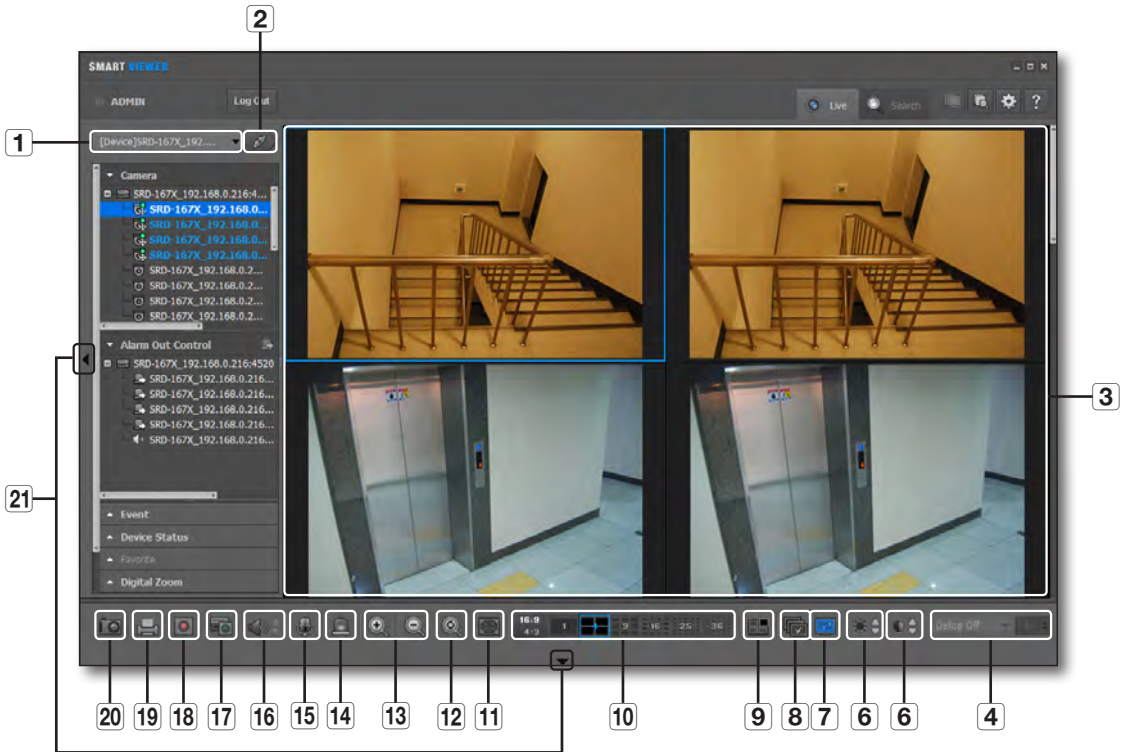 2
SMART VIEWER
ADMIN
Log Out
Live
Search
?
1
[Device]SRD-167X_192....
Camera
SRD-167X_192.168.0.216:4...
SRD-167X_192.168.0...
SRD-167X_192.168.0...
SRD-167X_192.168.0...
SRD-167X_192.168.0...
SRD-167X_192.168.0.2...
SRD-167X_192.168.0.2...
SRD-167X_192.168.0.2...
SRD-167X_192.168.0.2...
Alarm Out Control
SRD-167X_192.168.0.216:4520
SRD-167X_192.168.0.216...
SRD-167X_192.168.0.216...
SRD-167X_192.168.0.216...
SRD-167X_192.168.0.216...
SRD-167X_192.168.0.216...
3
21
Event
Device Status
Favorite
Digital Zoom
16:9
4:3
1 9 16 25 36
20 19 18 17 16 15 14 13 12 11 10 9 8 7 6 6 4